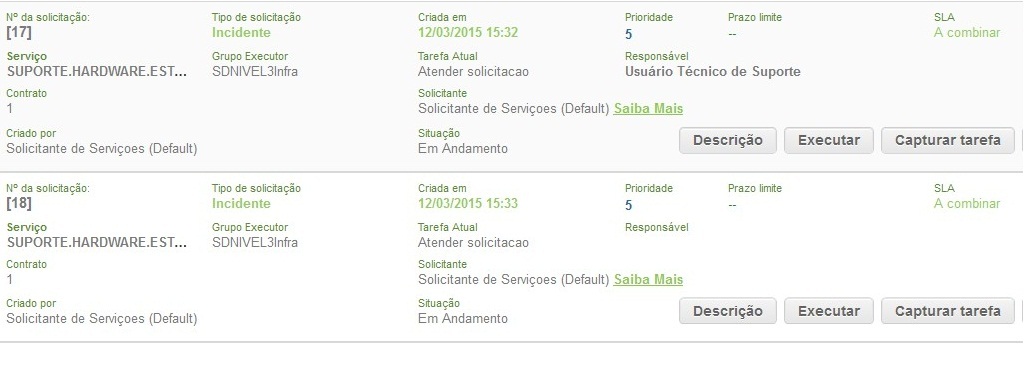 Nº da solicitação: Tipo de solicitação Criada em Prioridade Prazo limite SLA
[17] Incidente 12/03/2015 15:32 5 -- A combinar
Serviço Grupo Executor Tarefa Atual Responsável
SUPORTE.HARDWARE.EST... SDNIVEL3Infra Atender solicitacao Usuário Técnico de Suporte
Contrato Solicitante
1 Solicitante de Serviçoes (Default) Saiba Mais
Criado por Situação
Solicitante de Serviçoes (Default) Em Andamento Descrição Executar Capturar tarefa
Nº da solicitação: Tipo de solicitação Criada em Prioridade Prazo limite SLA
[18] Incidente 12/03/2015 15:33 5 -- A combinar
Serviço Grupo Executor Tarefa Atual Responsável
SUPORTE.HARDWARE.EST... SDNIVEL3Infra Atender solicitacao
Contrato Solicitante
1 Solicitante de Serviçoes (Default) Saiba Mais
Criado por Situação
Solicitante de Serviçoes (Default) Em Andamento Descrição Executar Capturar tarefa